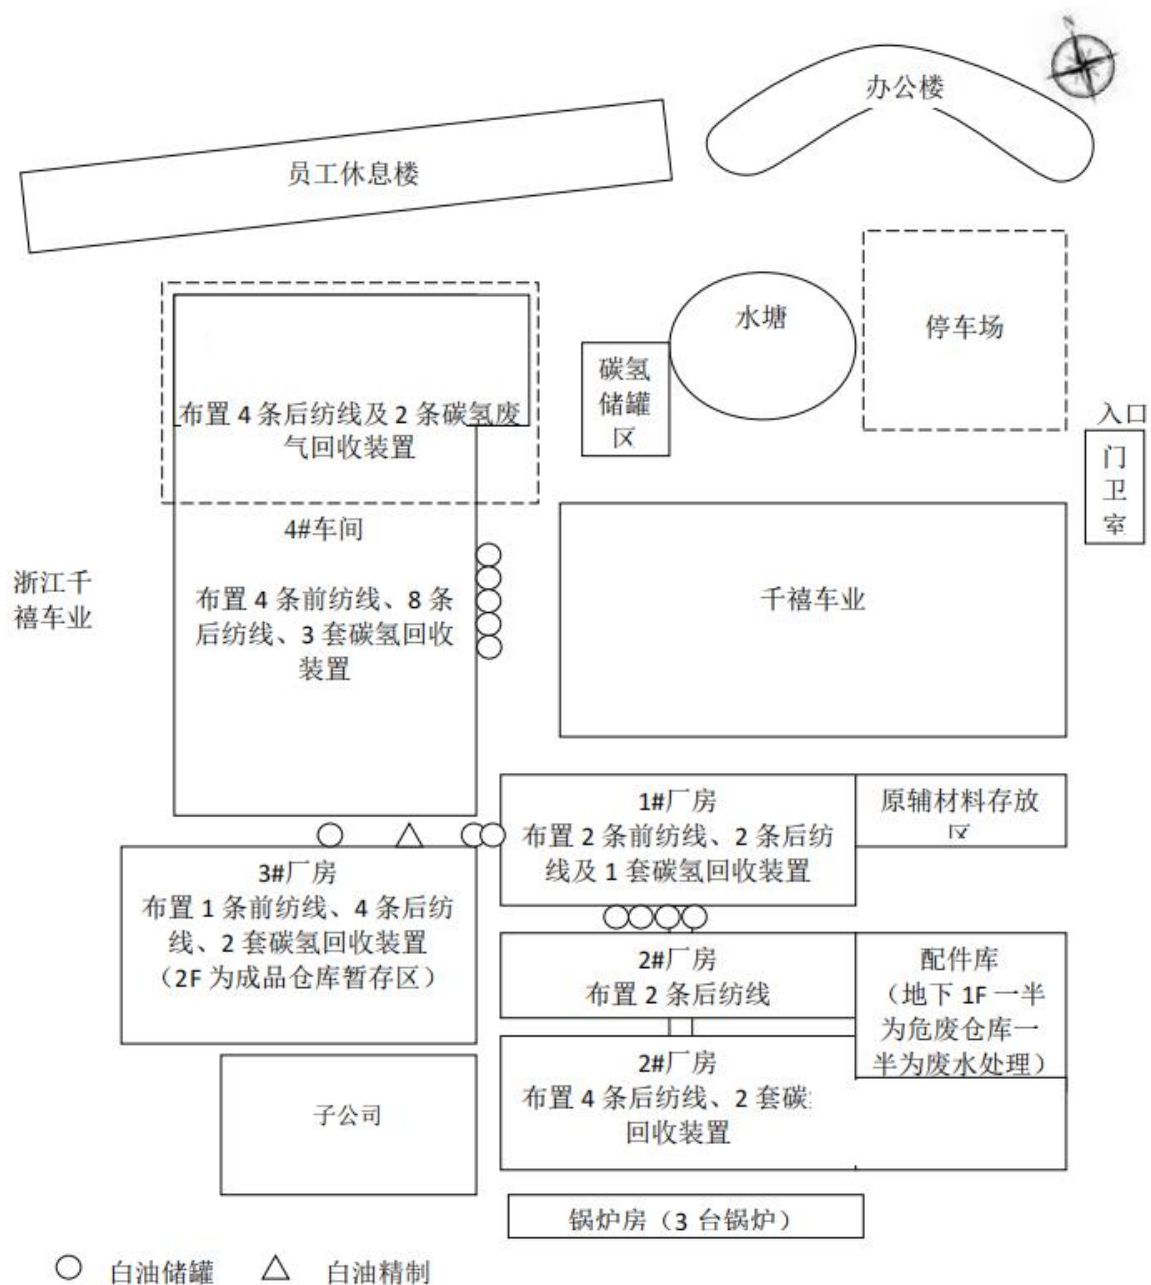 N
办公楼
员工休息楼
水塘
停车场
碳氢
储罐
区
布置 4 条后纺线及 2 条碳氢废
气回收装置
入口
门
卫
室
4#车间
浙江千
禧车业
布置 4 条前纺线、8 条
后纺线、3 套碳氢回收
装置
千禧车业
1#厂房
布置 2 条前纺线、2 条后纺
线及 1 套碳氢回收装置
原辅材料存放
区
3#厂房
布置 1 条前纺线、4 条后纺
线、2 套碳氢回收装置
（2F 为成品仓库暂存区）
2#厂房
布置 2 条后纺线
配件库
（地下 1F 一半
为危废仓库一
半为废水处理）
2#厂房
布置 4 条后纺线、2 套碳
回收装置
子公司
锅炉房（3 台锅炉）
白油储罐
白油精制